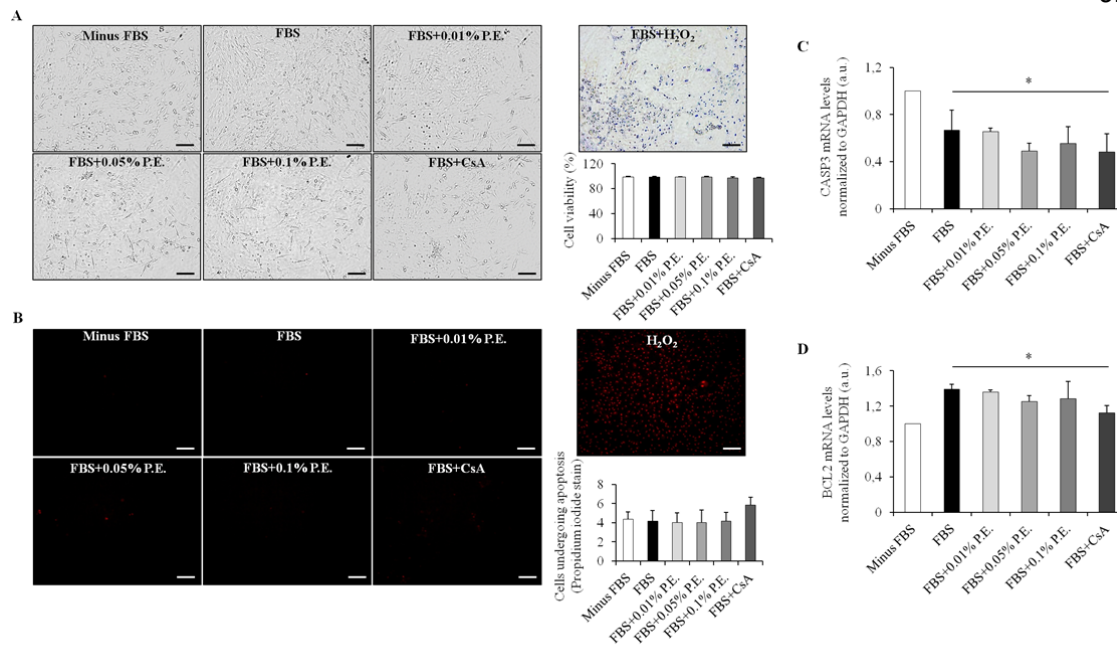 A
Minus FBS
FBS
FBS+0.01% P.E.
FBS+0.05% P.E.
FBS+0.1% P.E.
FBS+CsA
FBS+H₂O₂
Cell viability (%)
120
80
40
0
Minus FBS
FBS
FBS+0.01% P.E.
FBS+0.05% P.E.
FBS+0.1% P.E.
FBS+CsA
B
Minus FBS
FBS
FBS+0.01% P.E.
FBS+0.05% P.E.
FBS+0.1% P.E.
FBS+CsA
H₂O₂
Cells undergoing apoptosis
(Propidium iodide stain)
8
6
4
2
0
Minus FBS
FBS
FBS+0.01% P.E.
FBS+0.05% P.E.
FBS+0.1% P.E.
FBS+CsA
C
CASP3 mRNA levels
normalized to GAPDH (a.u.)
1,2
0,8
0,4
0
*
Minus FBS
FBS
FBS+0.01% P.E.
FBS+0.05% P.E.
FBS+0.1% P.E.
FBS+CsA
D
BCL2 mRNA levels
normalized to GAPDH (a.u.)
1,6
1,2
0,8
0,4
0
*
Minus FBS
FBS
FBS+0.01% P.E.
FBS+0.05% P.E.
FBS+0.1% P.E.
FBS+CsA